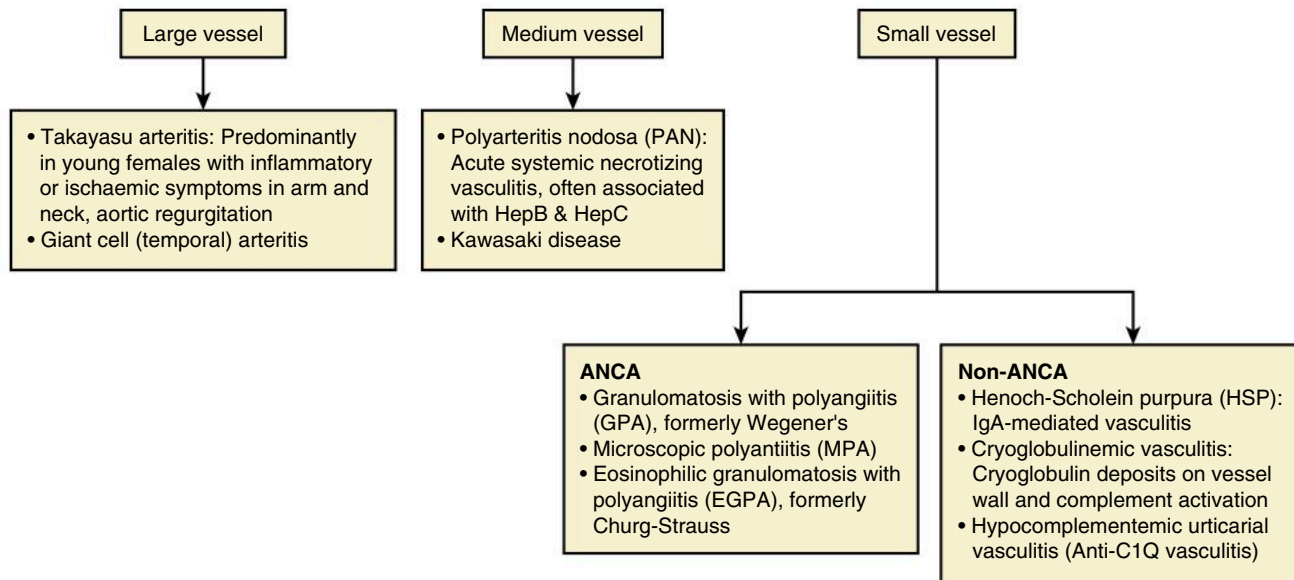 Large vessel
• Takayasu arteritis: Predominantly
in young females with inflammatory
or ischaemic symptoms in arm and
neck, aortic regurgitation
• Giant cell (temporal) arteritis
Medium vessel
• Polyarteritis nodosa (PAN):
Acute systemic necrotizing
vasculitis, often associated
with HepB & HepC
• Kawasaki disease
Small vessel
ANCA
• Granulomatosis with polyangiitis
(GPA), formerly Wegener's
• Microscopic polyantiitis (MPA)
• Eosinophilic granulomatosis with
polyangiitis (EGPA), formerly
Churg-Strauss
Non-ANCA
• Henoch-Scholein purpura (HSP):
IgA-mediated vasculitis
• Cryoglobulinemic vasculitis:
Cryoglobulin deposits on vessel
wall and complement activation
• Hypocomplementemic urticarial
vasculitis (Anti-C1Q vasculitis)